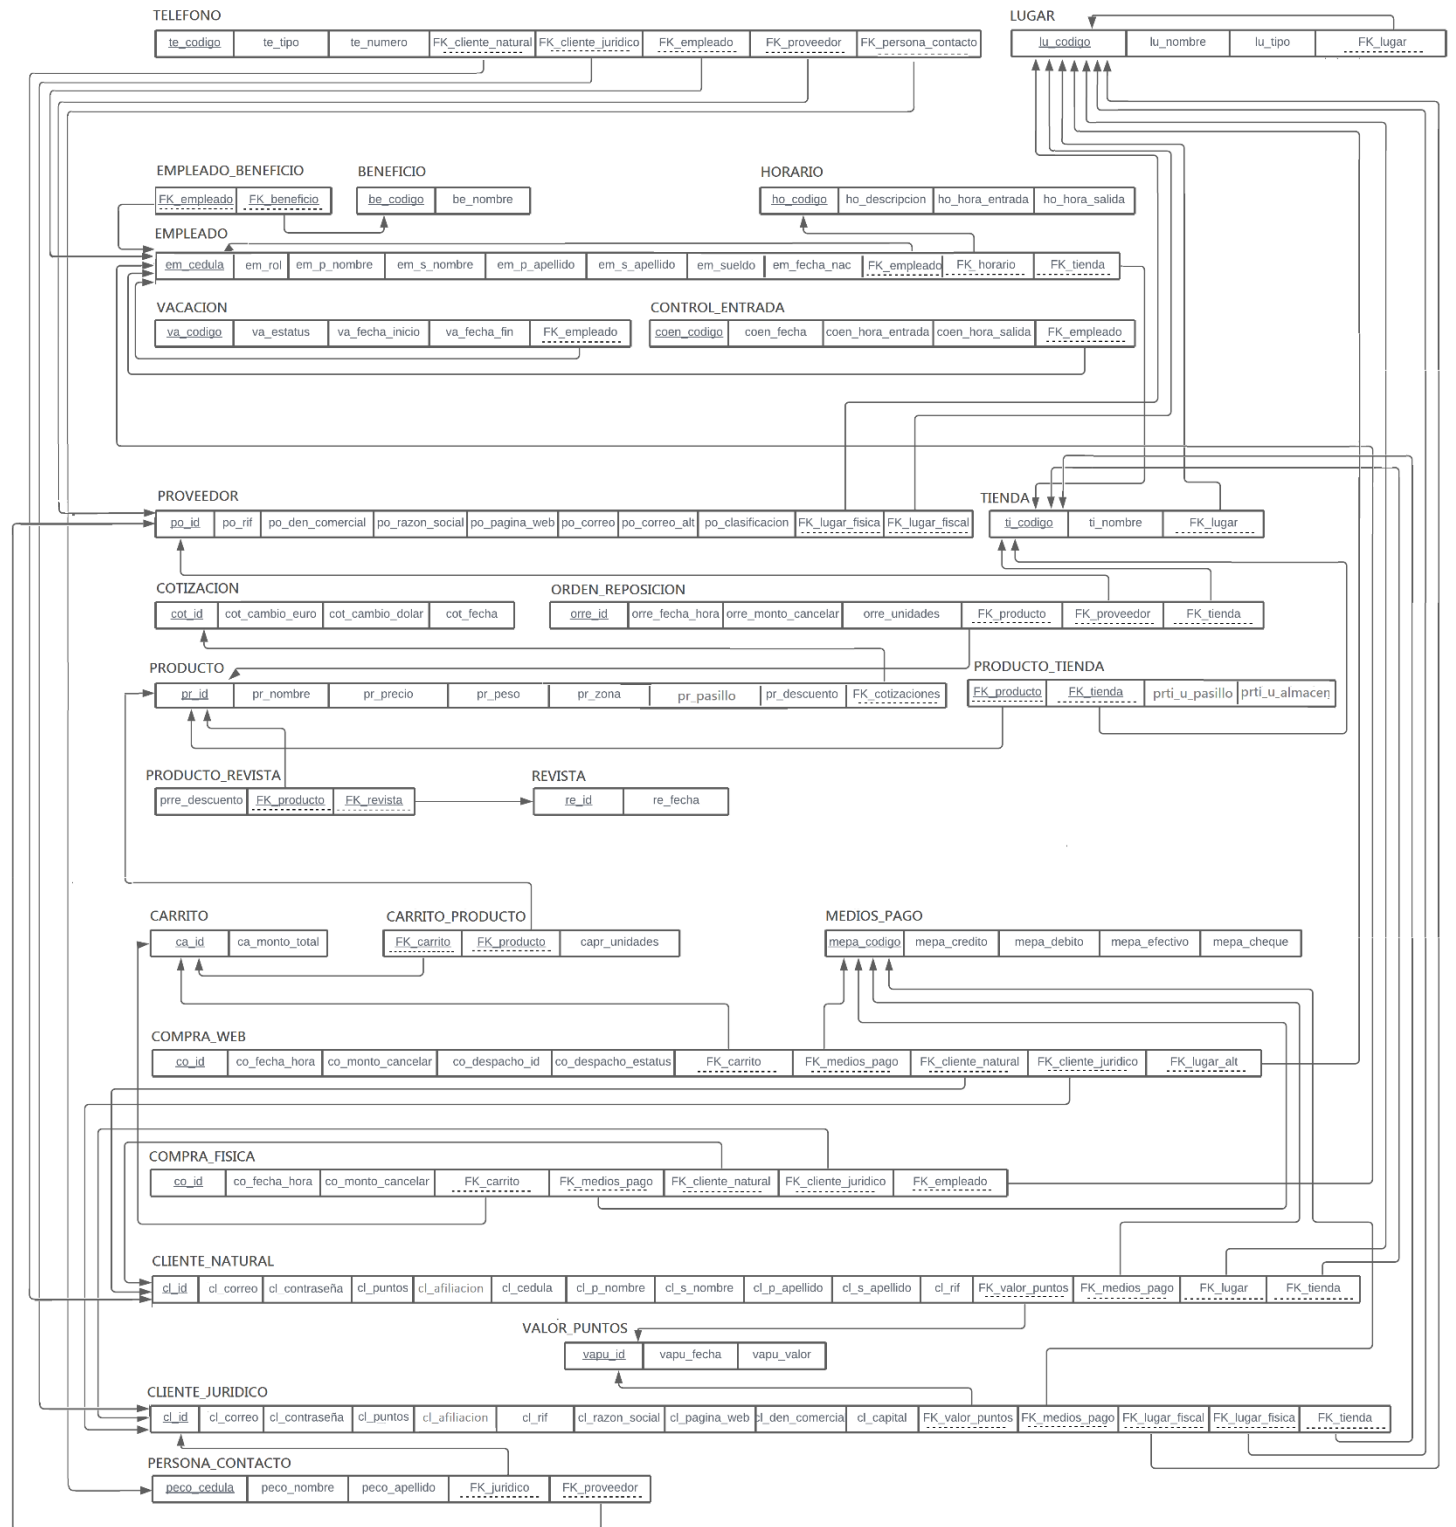 TELEFONO LUGAR
te_codigo te_tipo te_numero FK_cliente_natural FK_cliente_juridico FK_empleado FK_proveedor FK_persona_contacto lu_codigo lu_nombre lu_tipo FK_lugar
EMPLEADO_BENEFICIO BENEFICIO HORARIO
FK_empleado FK_beneficio be_codigo be_nombre ho_codigo ho_descripcion ho_hora_entrada ho_hora_salida
EMPLEADO
em_cedula em_rol em_p_nombre em_s_nombre em_p_apellido em_s_apellido em_sueldo em_fecha_nac FK_empleado FK_horario FK_tienda
VACACION CONTROL_ENTRADA
va_codigo va_estatus va_fecha_inicio va_fecha_fin FK_empleado coen_codigo coen_fecha coen_hora_entrada coen_hora_salida FK_empleado
PROVEEDOR TIENDA
po_id po_rif po_den_comercial po_razon_social po_pagina_web po_correo po_correo_alt po_clasificacion FK_lugar_fisica FK_lugar_fiscal ti_codigo ti_nombre FK_lugar
COTIZACION ORDEN_REPOSICION
cot_id cot_cambio_euro cot_cambio_dolar cot_fecha orre_id orre_fecha_hora orre_monto_cancelar orre_unidades FK_producto FK_proveedor FK_tienda
PRODUCTO PRODUCTO_TIENDA
pr_id pr_nombre pr_precio pr_peso pr_zona pr_pasillo pr_descuento FK_cotizaciones FK_producto FK_tienda prti_u_pasillo prti_u_almacen
PRODUCTO_REVISTA REVISTA
prre_descuento FK_producto FK_revista re_id re_fecha
CARRITO CARRITO_PRODUCTO MEDIOS_PAGO
ca_id ca_monto_total FK_carrito FK_producto capr_unidades mepa_codigo mepa_credito mepa_debito mepa_efectivo mepa_cheque
COMPRA_WEB
co_id co_fecha_hora co_monto_cancelar co_despacho_id co_despacho_estatus FK_carrito FK_medios_pago FK_cliente_natural FK_cliente_juridico FK_lugar_alt
COMPRA_FISICA
co_id co_fecha_hora co_monto_cancelar FK_carrito FK_medios_pago FK_cliente_natural FK_cliente_juridico FK_empleado
CLIENTE_NATURAL
cl_id cl_correo cl_contraseña cl_puntos cl_afiliacion cl_cedula cl_p_nombre cl_s_nombre cl_p_apellido cl_s_apellido cl_rif FK_valor_puntos FK_medios_pago FK_lugar FK_tienda
VALOR_PUNTOS
vapu_id vapu_fecha vapu_valor
CLIENTE_JURIDICO
cl_id cl_correo cl_contraseña cl_puntos cl_afiliacion cl_rif cl_razon_social cl_pagina_web cl_den_comercia cl_capital FK_valor_puntos FK_medios_pago FK_lugar_fiscal FK_lugar_fisica FK_tienda
PERSONA_CONTACTO
peco_cedula peco_nombre peco_apellido FK_juridico FK_proveedor